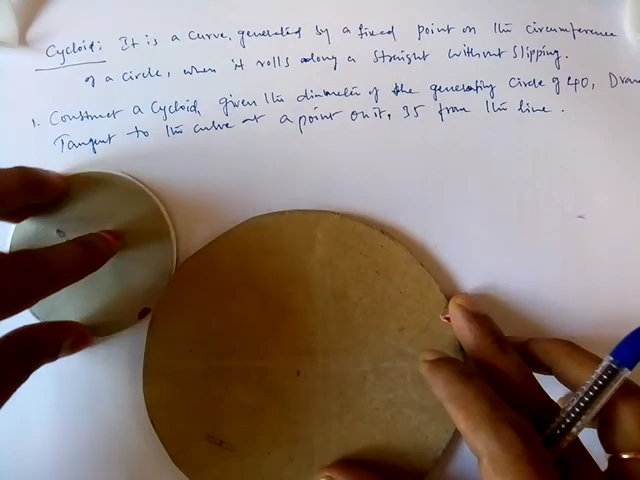 Cycloid: It is a curve, generated by a fixed point on the circumference
of a circle, when it rolls along a straight without slipping.
1. Construct a cycloid given the diameter of the generating circle of 40, Draw
Tangent to the curve at a point on it, 35 from the line.